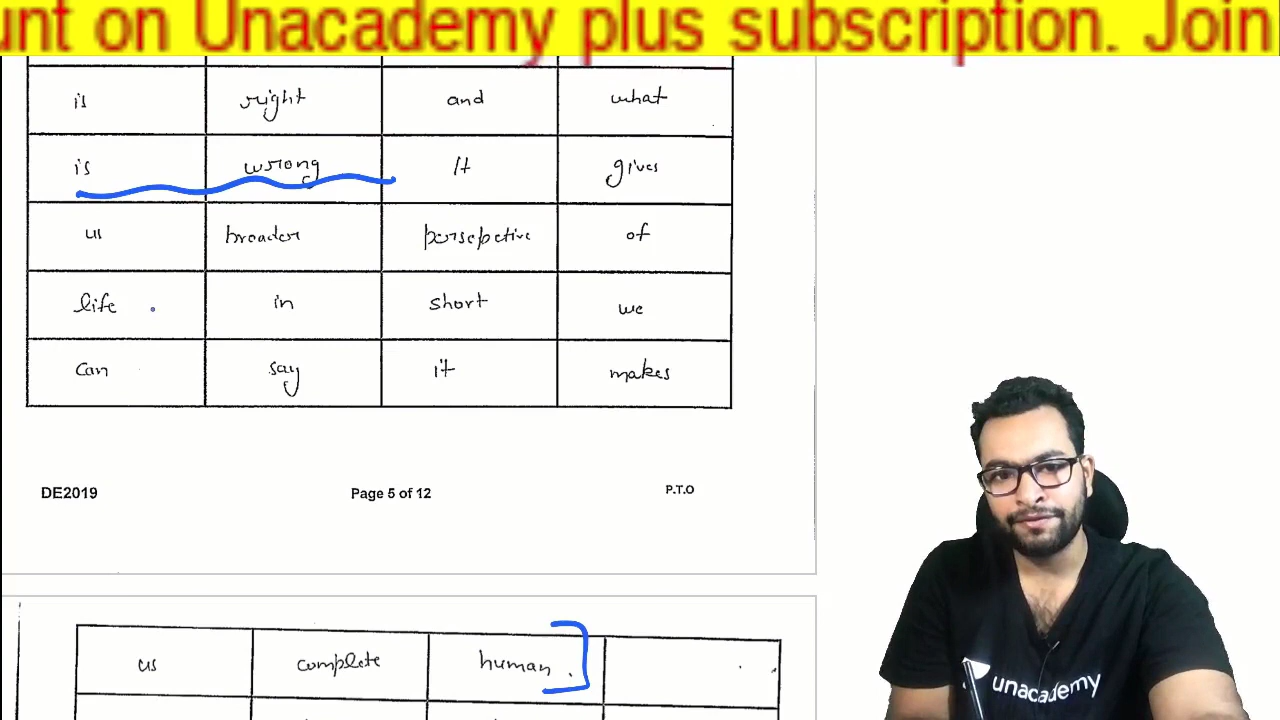 unt on Unacademy plus subscription. Join
is right and what
is wrong It gives
us broader persepective of
life . in short we
can say it makes
DE2019 Page 5 of 12 P.T.O
us complete human .
unacademy